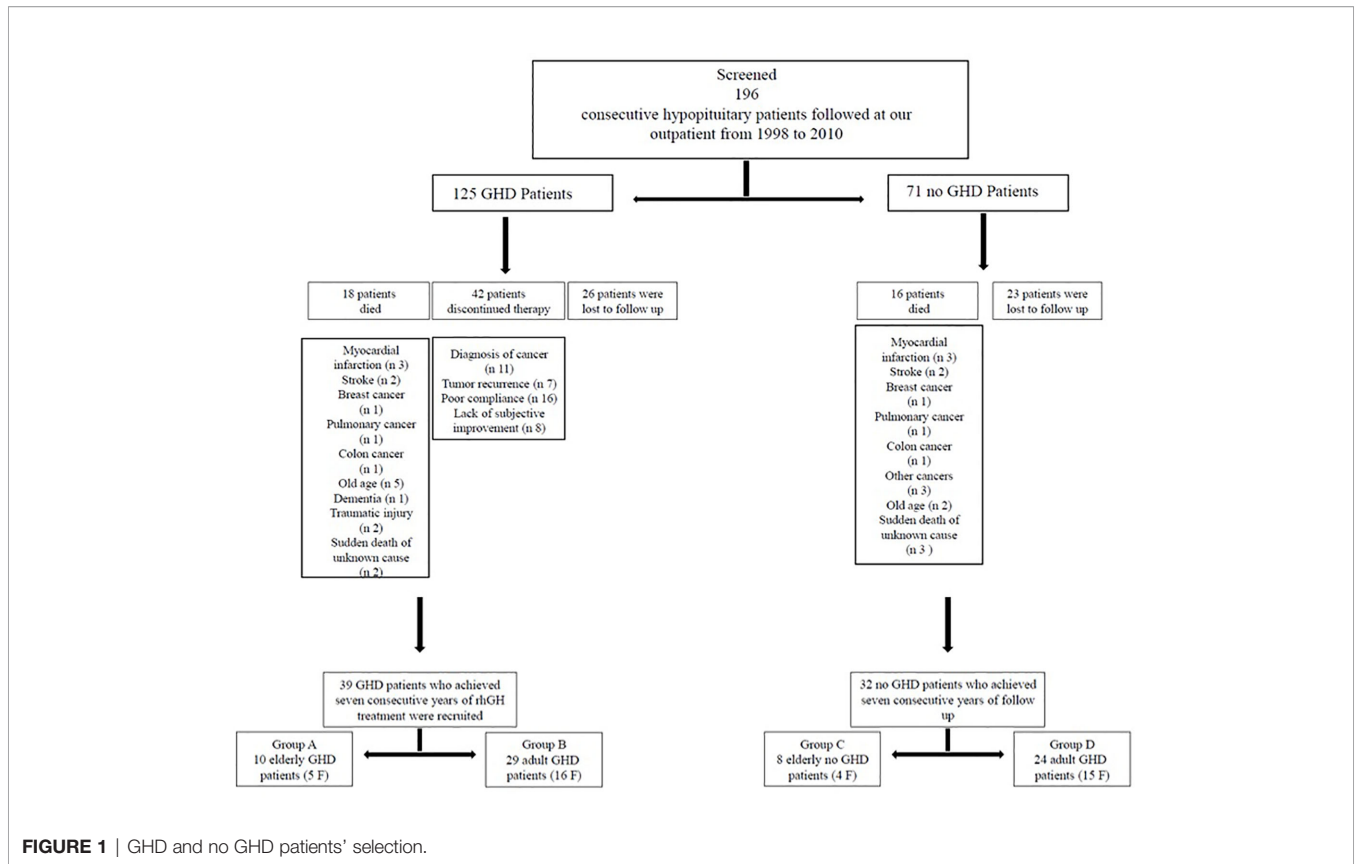 Screened
196
consecutive hypopituitary patients followed at our
outpatient from 1998 to 2010
125 GHD Patients
71 no GHD Patients
18 patients
died
42 patients
discontinued therapy
26 patients were
lost to follow up
16 patients
died
23 patients were
lost to follow up
Myocardial
infarction (n 3)
Stroke (n 2)
Breast cancer
(n 1)
Pulmonary cancer
(n 1)
Colon cancer
(n 1)
Old age (n 5)
Dementia (n 1)
Traumatic injury
(n 2)
Sudden death of
unknown cause
(n 2)
Diagnosis of cancer
(n 11)
Tumor recurrence (n 7)
Poor compliance (n 16)
Lack of subjective
improvement (n 8)
Myocardial
infarction (n 3)
Stroke (n 2)
Breast cancer
(n 1)
Pulmonary cancer
(n 1)
Colon cancer
(n 1)
Other cancers
(n 3)
Old age (n 2)
Sudden death of
unknown cause
(n 3 )
39 GHD patients who achieved
seven consecutive years of rhGH
treatment were recruited
32 no GHD patients who achieved
seven consecutive years of follow
up
Group A
10 elderly GHD
patients (5 F)
Group B
29 adult GHD
patients (16 F)
Group C
8 elderly no GHD
patients (4 F)
Group D
24 adult GHD
patients (15 F)
FIGURE 1 | GHD and no GHD patients' selection.